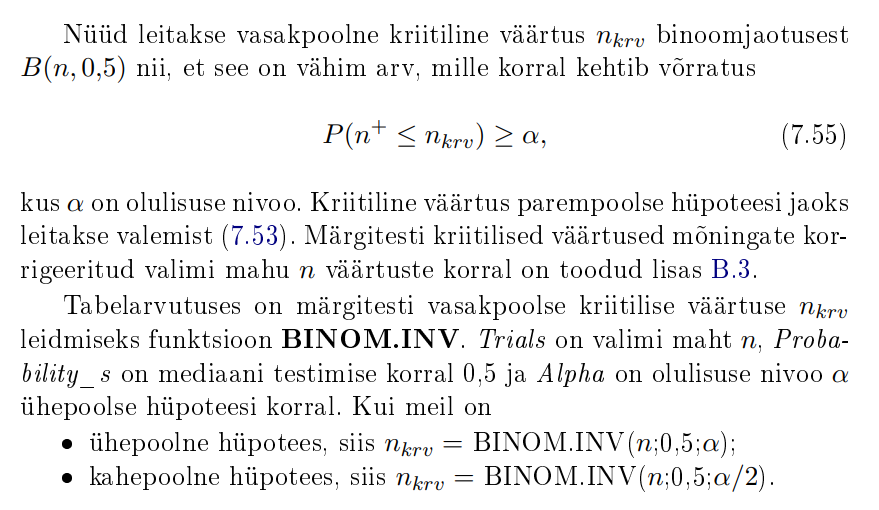 Nüüd leitakse vasakpoolne kriitiline väärtus n_krv binoomjaotusest
B(n, 0,5) nii, et see on vähim arv, mille korral kehtib võrratus
P(n⁺ ≤ n_krv) ≥ α, (7.55)
kus α on olulisuse nivoo. Kriitiline väärtus parempoolse hüpoteesi jaoks
leitakse valemist (7.53). Märgitesti kriitilised väärtused mõningate kor-
rigeeritud valimi mahu n väärtuste korral on toodud lisas B.3.
Tabelarvutuses on märgitesti vasakpoolse kriitilise väärtuse n_krv
leidmiseks funktsioon BINOM.INV. Trials on valimi maht n, Proba-
bility_s on mediaani testimise korral 0,5 ja Alpha on olulisuse nivoo α
ühepoolse hüpoteesi korral. Kui meil on
• ühepoolne hüpotees, siis n_krv = BINOM.INV(n;0,5;α);
• kahepoolne hüpotees, siis n_krv = BINOM.INV(n;0,5;α/2).